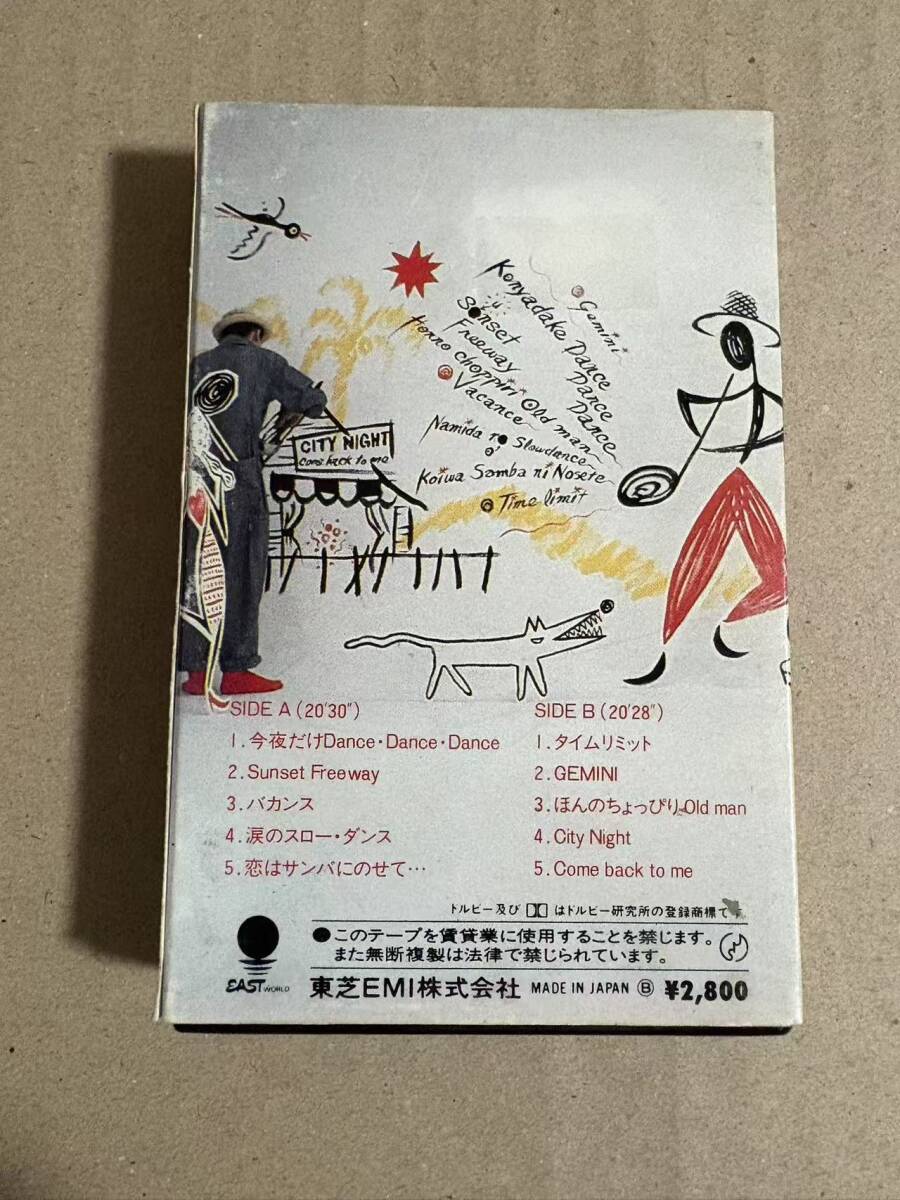 Gemini
Konyadake Dance
Dance
Dance
Sunset
Freeway
Honno choppiri Old man
Vacance
Namida no Slowdance
Koiwa Samba ni Nosete
Time limit
CITY NIGHT
Come back to me
SIDE A (20'30")
1. 今夜だけDance・Dance・Dance
2. Sunset Freeway
3. バカンス
4. 涙のスロー・ダンス
5. 恋はサンバにのせて…
SIDE B (20'28")
1. タイムリミット
2. GEMINI
3. ほんのちょっぴりOld man
4. City Night
5. Come back to me
ドルビー及び はドルビー研究所の登録商標です
●このテープを賃貸業に使用することを禁じます。
また無断複製は法律で禁じられています。
EAST WORLD
東芝EMI株式会社 MADE IN JAPAN Ⓑ ¥2,800